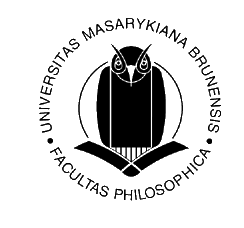 UNIVERSITAS MASARYKIANA BRUNENSIS
• FACULTAS PHILOSOPHICA •